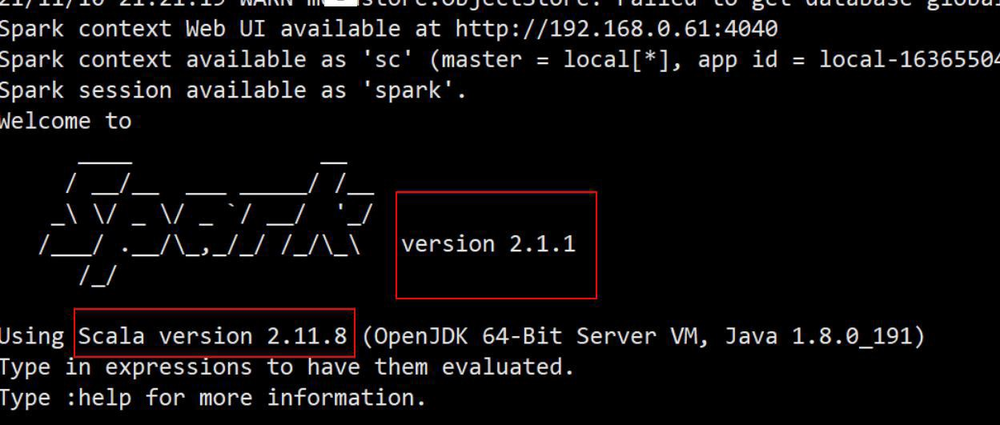 21/11/10 21:21:19 WARN store.ObjectStore: Failed to get database global
Spark context Web UI available at http://192.168.0.61:4040
Spark context available as 'sc' (master = local[*], app id = local-16365504
Spark session available as 'spark'.
Welcome to
      ____              __
     / __/__  ___ _____/ /__
    _\ \/ _ \/ _ `/ __/  '_/
   /___/ .__/\_,_/_/ /_/\_\   version 2.1.1
      /_/
Using Scala version 2.11.8 (OpenJDK 64-Bit Server VM, Java 1.8.0_191)
Type in expressions to have them evaluated.
Type :help for more information.